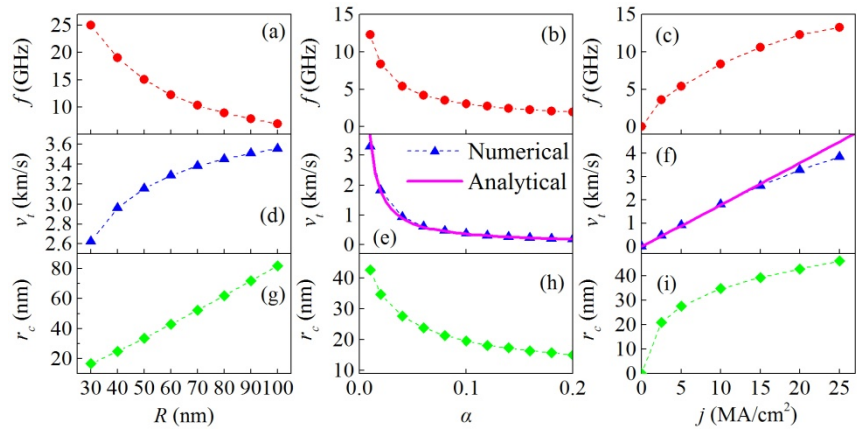 25
20
15
10
f (GHz)
(a)
15
10
5
0
f (GHz)
(b)
15
10
5
0
f (GHz)
(c)
3.6
3.4
3.2
3.0
2.8
2.6
v_t (km/s)
(d)
3
2
1
0
v_t (km/s)
Numerical
Analytical
(e)
4
3
2
1
0
v_t (km/s)
(f)
80
60
40
20
r_c (nm)
(g)
40
30
20
10
r_c (nm)
(h)
40
30
20
10
0
r_c (nm)
(i)
30 40 50 60 70 80 90 100
R (nm)
0.0 0.1 0.2
α
0 5 10 15 20 25
j (MA/cm²)